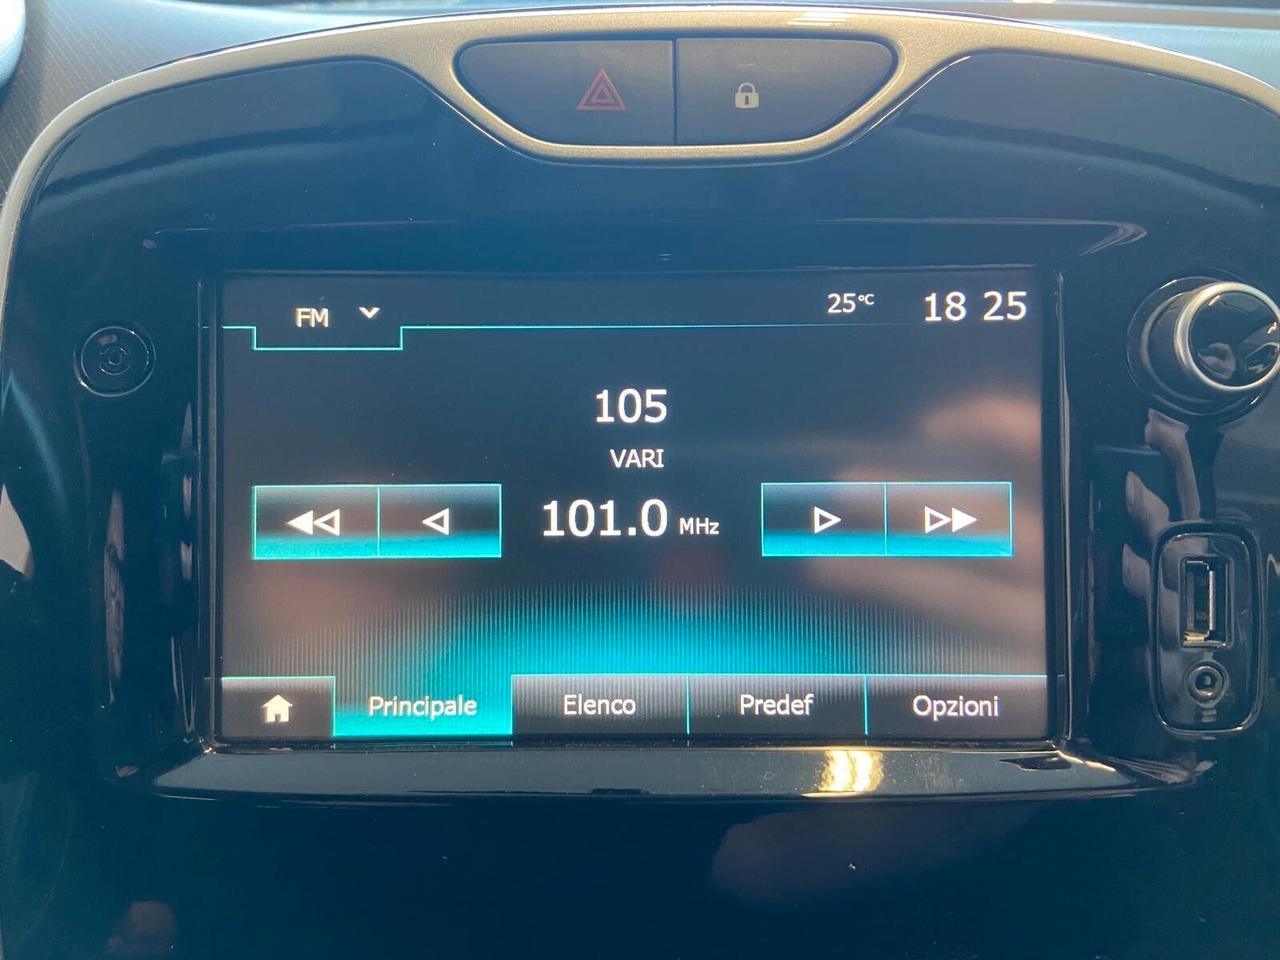 FM 25°C 18 25
105
VARI
101.0 MHz
Principale Elenco Predef Opzioni